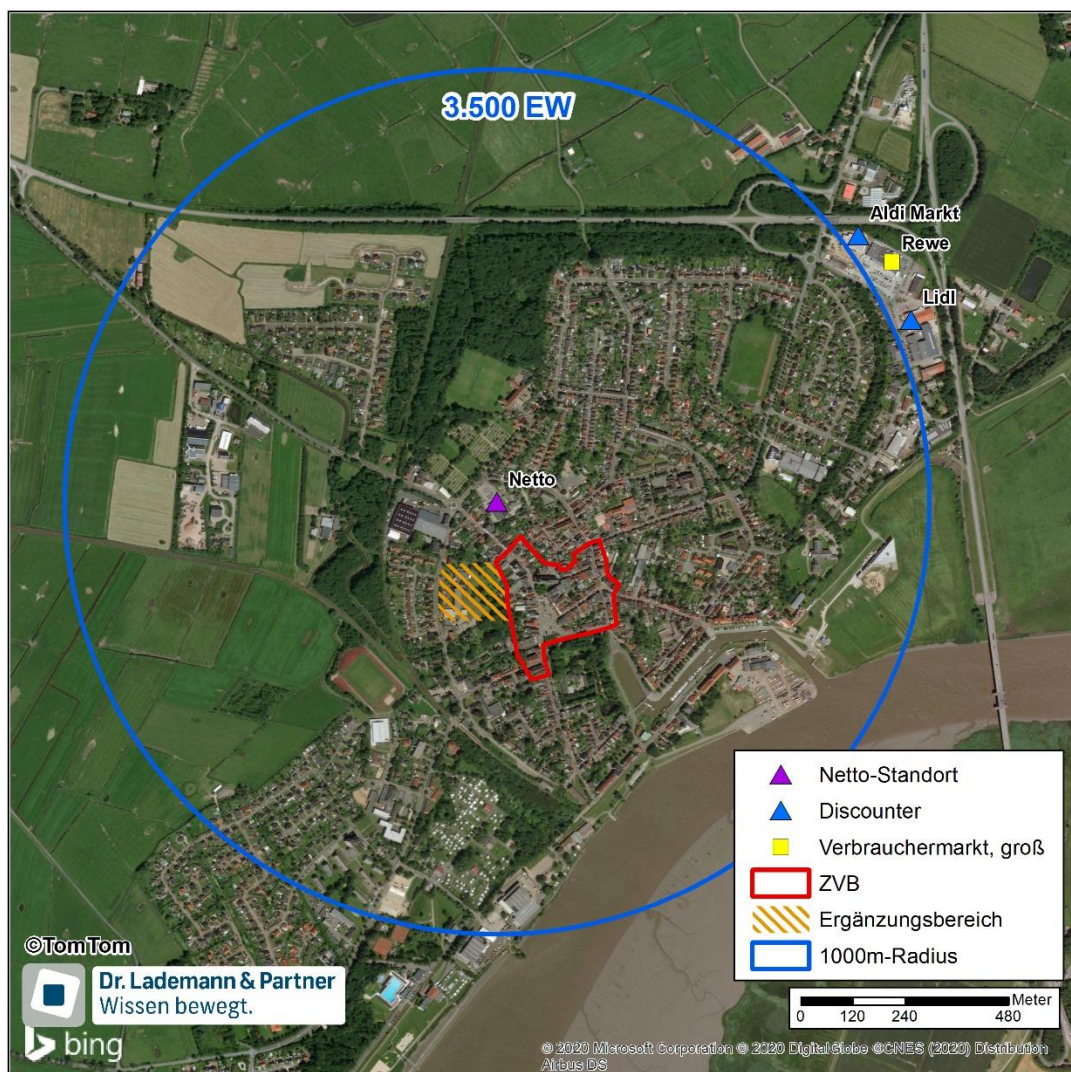 3.500 EW
Aldi Markt
Rewe
Lidl
Netto
Netto-Standort
Discounter
Verbrauchermarkt, groß
ZVB
Ergänzungsbereich
1000m-Radius
©TomTom
Dr. Lademann & Partner
Wissen bewegt.
bing
Meter
0 120 240 480
© 2020 Microsoft Corporation © 2020 DigitalGlobe ©CNES (2020) Distribution
Airbus DS